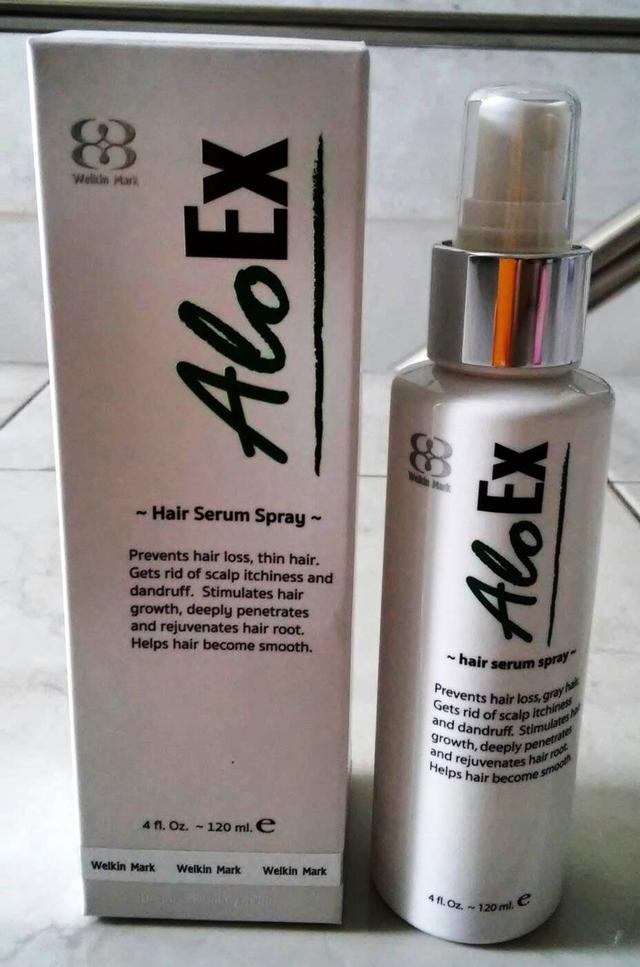 Welkin Mark
AloEx
~ Hair Serum Spray ~
Prevents hair loss, thin hair.
Gets rid of scalp itchiness and
dandruff. Stimulates hair
growth, deeply penetrates
and rejuvenates hair root.
Helps hair become smooth.
4 fl. Oz. ~ 120 ml. e
Welkin Mark Welkin Mark Welkin Mark
Welkin Mark
AloEx
~ hair serum spray ~
Prevents hair loss, gray hair.
Gets rid of scalp itchiness
and dandruff. Stimulates hair
growth, deeply penetrates
and rejuvenates hair root.
Helps hair become smooth.
4 fl. Oz. ~ 120 ml. e